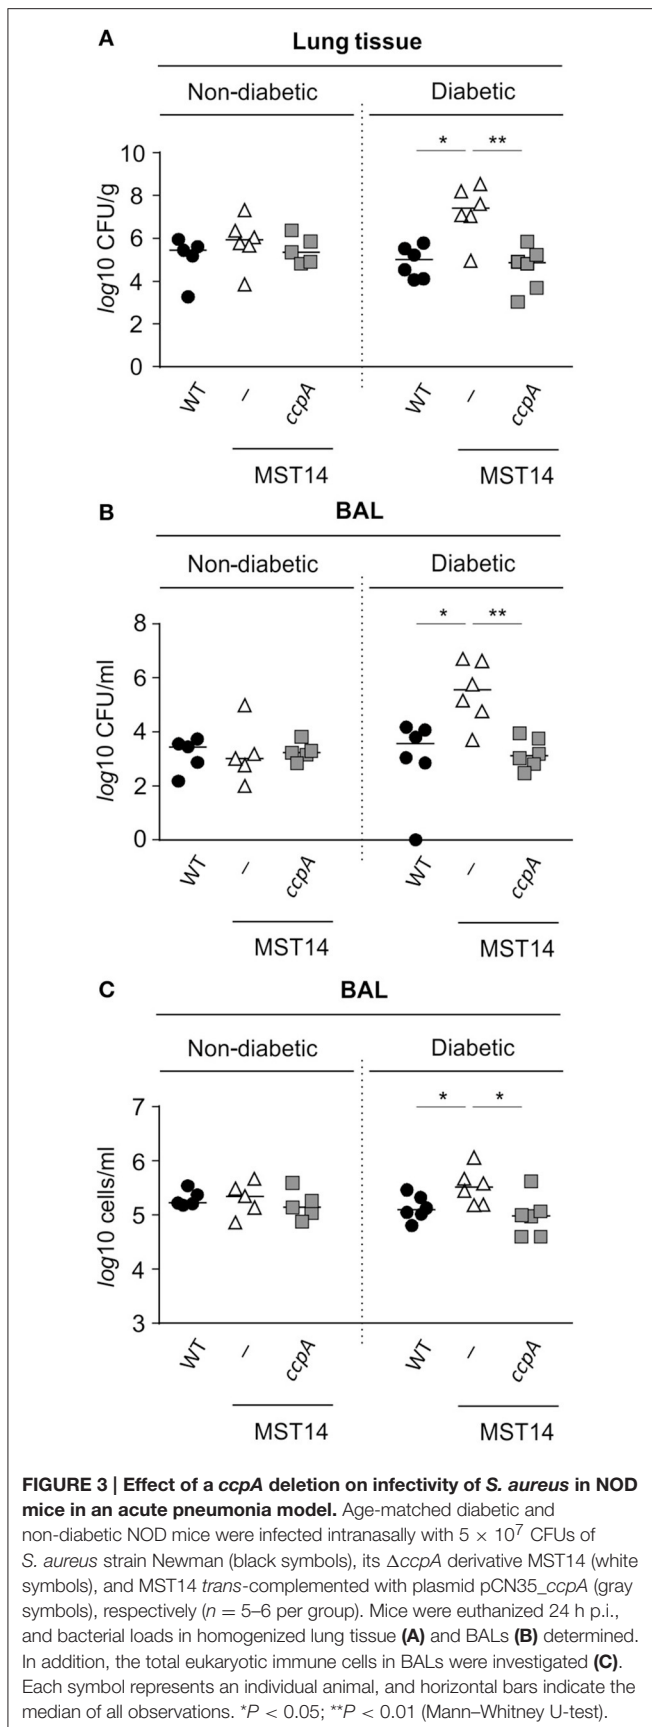 A
Lung tissue
Non-diabetic
Diabetic
* **
log10 CFU/g
10
8
6
4
2
0
WT – ccpA WT – ccpA
MST14 MST14
B
BAL
Non-diabetic
Diabetic
* **
log10 CFU/ml
8
6
4
2
0
WT – ccpA WT – ccpA
MST14 MST14
C
BAL
Non-diabetic
Diabetic
* *
log10 cells/ml
7
6
5
4
3
WT – ccpA WT – ccpA
MST14 MST14
FIGURE 3 | Effect of a ccpA deletion on infectivity of S. aureus in NOD
mice in an acute pneumonia model. Age-matched diabetic and
non-diabetic NOD mice were infected intranasally with 5 × 10⁷ CFUs of
S. aureus strain Newman (black symbols), its ΔccpA derivative MST14 (white
symbols), and MST14 trans-complemented with plasmid pCN35_ccpA (gray
symbols), respectively (n = 5–6 per group). Mice were euthanized 24 h p.i.,
and bacterial loads in homogenized lung tissue (A) and BALs (B) determined.
In addition, the total eukaryotic immune cells in BALs were investigated (C).
Each symbol represents an individual animal, and horizontal bars indicate the
median of all observations. *P < 0.05; **P < 0.01 (Mann–Whitney U-test).